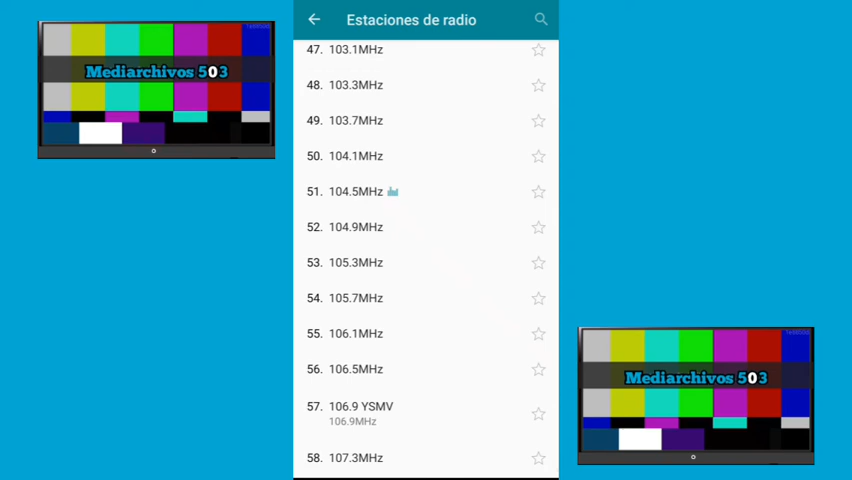 Mediarchivos 503
Estaciones de radio
47. 103.1MHz
48. 103.3MHz
49. 103.7MHz
50. 104.1MHz
51. 104.5MHz
52. 104.9MHz
53. 105.3MHz
54. 105.7MHz
55. 106.1MHz
56. 106.5MHz
57. 106.9 YSMV
106.9MHz
58. 107.3MHz
Mediarchivos 503